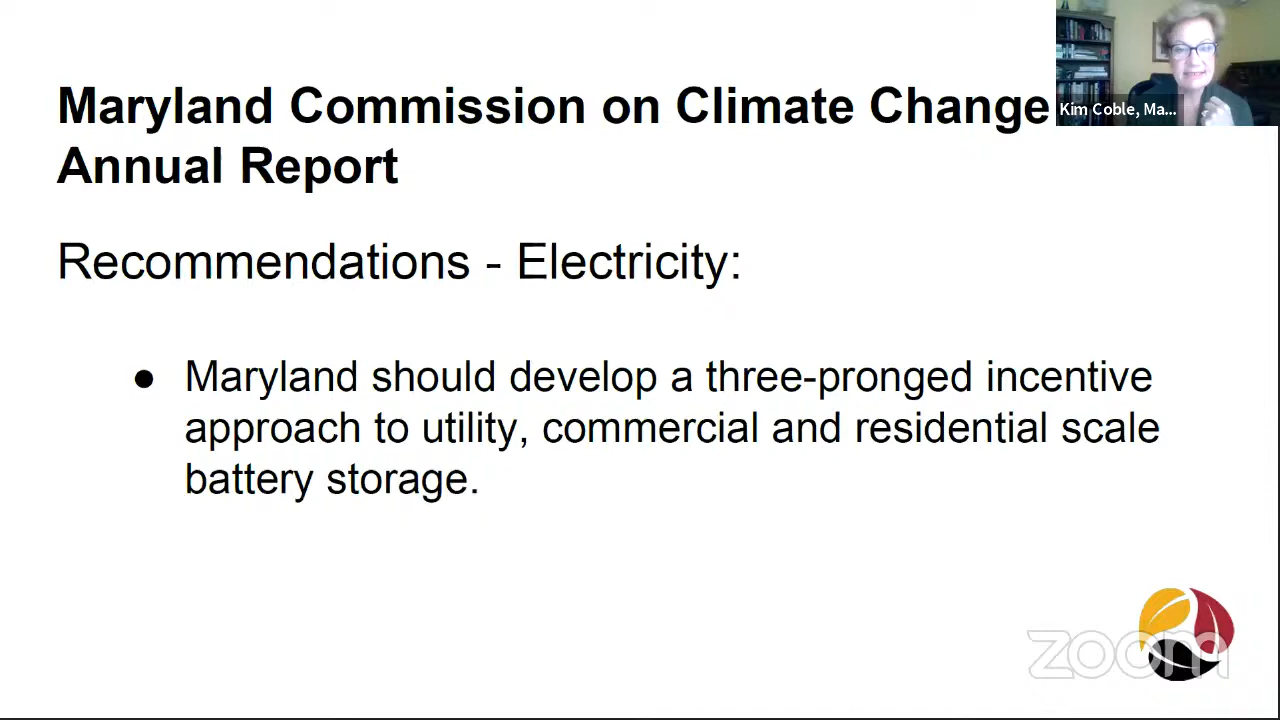 Maryland Commission on Climate Change
Kim Coble, Ma...
Annual Report
Recommendations - Electricity:
● Maryland should develop a three-pronged incentive
approach to utility, commercial and residential scale
battery storage.
zoom